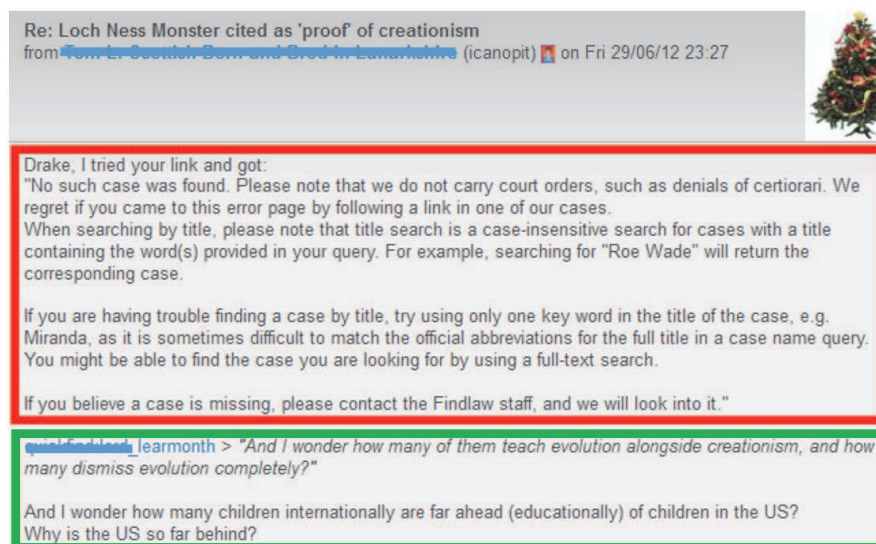 Re: Loch Ness Monster cited as 'proof' of creationism
from (icanopit) on Fri 29/06/12 23:27
Drake, I tried your link and got:
"No such case was found. Please note that we do not carry court orders, such as denials of certiorari. We
regret if you came to this error page by following a link in one of our cases.
When searching by title, please note that title search is a case-insensitive search for cases with a title
containing the word(s) provided in your query. For example, searching for "Roe Wade" will return the
corresponding case.
If you are having trouble finding a case by title, try using only one key word in the title of the case, e.g.
Miranda, as it is sometimes difficult to match the official abbreviations for the full title in a case name query.
You might be able to find the case you are looking for by using a full-text search.
If you believe a case is missing, please contact the Findlaw staff, and we will look into it."
_learmonth > "And I wonder how many of them teach evolution alongside creationism, and how
many dismiss evolution completely?"
And I wonder how many children internationally are far ahead (educationally) of children in the US?
Why is the US so far behind?